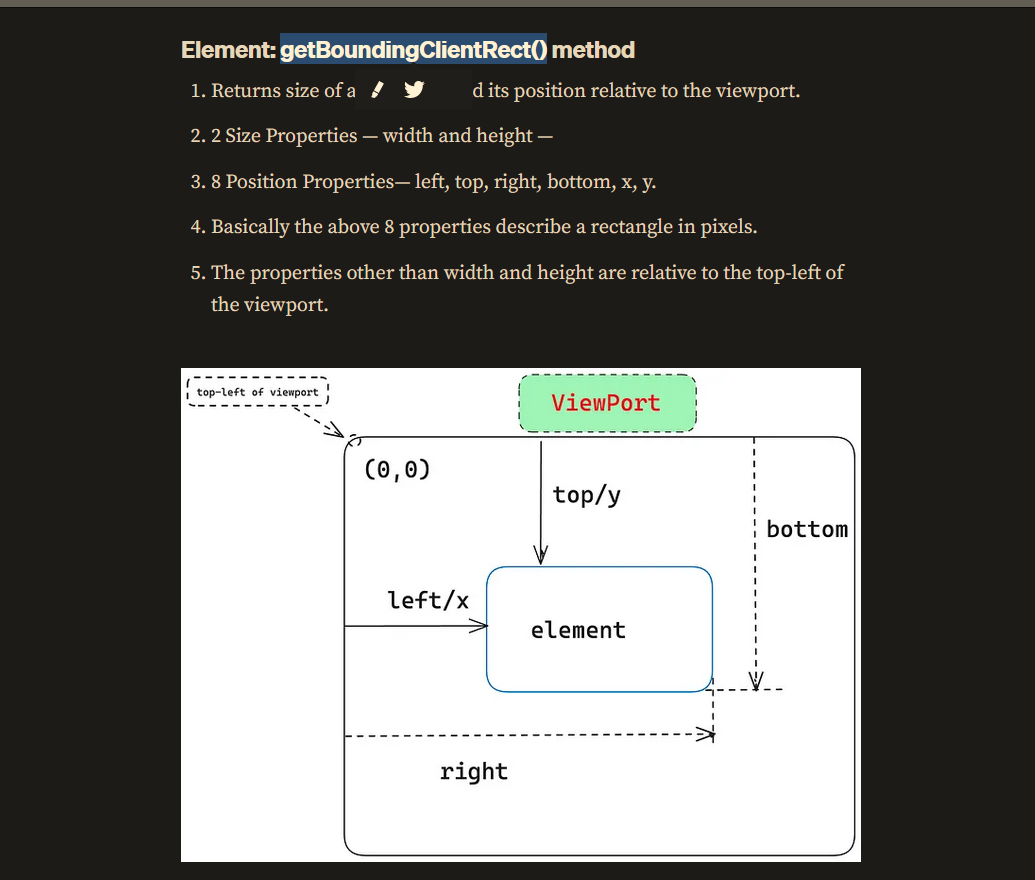 Element: getBoundingClientRect() method
1. Returns size of a d its position relative to the viewport.
2. 2 Size Properties — width and height —
3. 8 Position Properties— left, top, right, bottom, x, y.
4. Basically the above 8 properties describe a rectangle in pixels.
5. The properties other than width and height are relative to the top-left of
the viewport.
top-left of viewport
ViewPort
(0,0)
top/y
bottom
left/x
element
right